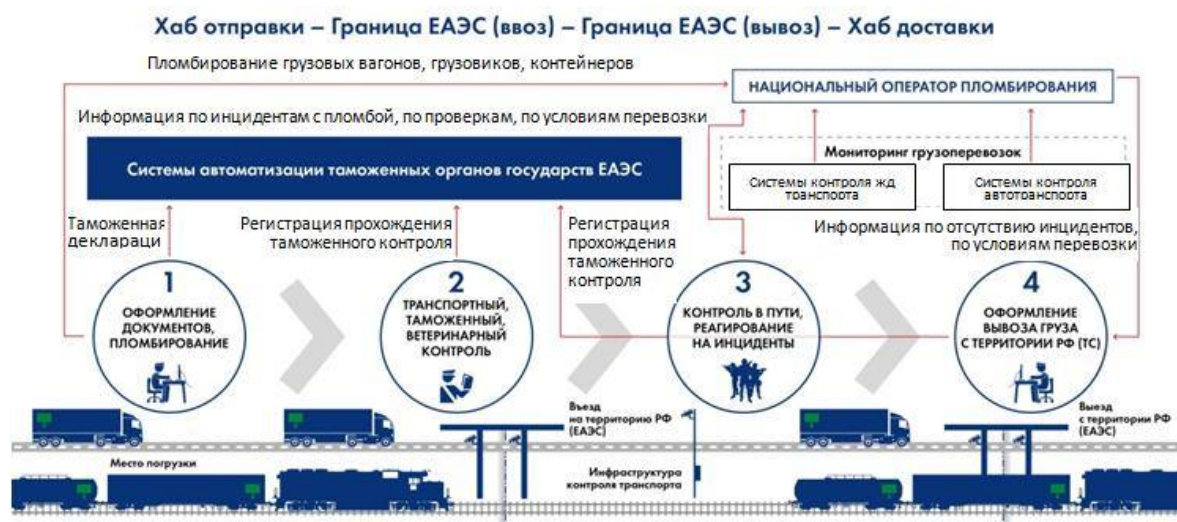 Хаб отправки – Граница ЕАЭС (ввоз) – Граница ЕАЭС (вывоз) – Хаб доставки
Пломбирование грузовых вагонов, грузовиков, контейнеров
НАЦИОНАЛЬНЫЙ ОПЕРАТОР ПЛОМБИРОВАНИЯ
Информация по инцидентам с пломбой, по проверкам, по условиям перевозки
Мониторинг грузоперевозок
Системы автоматизации таможенных органов государств ЕАЭС
Системы контроля жд
транспорта
Системы контроля
автотранспорта
Таможенная
деклараци
Регистрация прохождения
таможенного контроля
Регистрация
прохождения
таможенного
контроля
Информация по отсутствию инцидентов,
по условиям перевозки
1
ОФОРМЛЕНИЕ
ДОКУМЕНТОВ,
ПЛОМБИРОВАНИЕ
2
ТРАНСПОРТНЫЙ,
ТАМОЖЕННЫЙ,
ВЕТЕРИНАРНЫЙ
КОНТРОЛЬ
3
КОНТРОЛЬ В ПУТИ,
РЕАГИРОВАНИЕ
НА ИНЦИДЕНТЫ
4
ОФОРМЛЕНИЕ
ВЫВОЗА ГРУЗА
С ТЕРРИТОРИИ РФ (ТС)
Въезд
на территорию РФ
(ЕАЭС)
Выезд
с территории РФ
(ЕАЭС)
Место погрузки
Инфраструктура
контроля транспорта